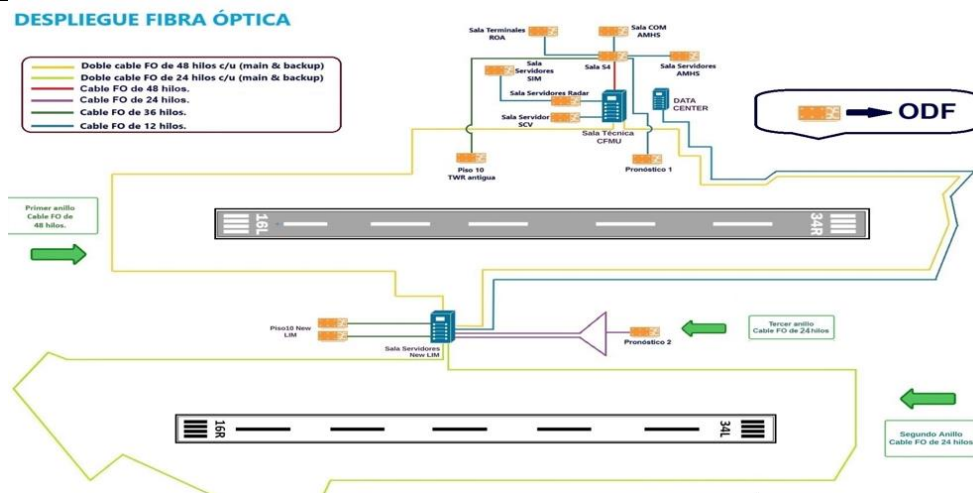 DESPLIEGUE FIBRA ÓPTICA
Doble cable FO de 48 hilos c/u (main & backup)
Doble cable FO de 24 hilos c/u (main & backup)
Cable FO de 48 hilos.
Cable FO de 24 hilos.
Cable FO de 36 hilos.
Cable FO de 12 hilos.
Sala Terminales
ROA
Sala COM
AMHS
Sala
Servidores
SIM
Sala S4
Sala Servidores
AMHS
Sala Servidores Radar
Sala Servidor
SCV
DATA
CENTER
Sala Técnica
CFMU
ODF
Piso 10
TWR antigua
Pronóstico 1
Primer anillo
Cable FO de
48 hilos.
16L
34R
Piso10 New
LIM
Sala Servidores
New LIM
Pronóstico 2
Tercer anillo
Cable FO de 24hilos
16R
34L
Segundo Anillo
Cable FO de 24 hilos